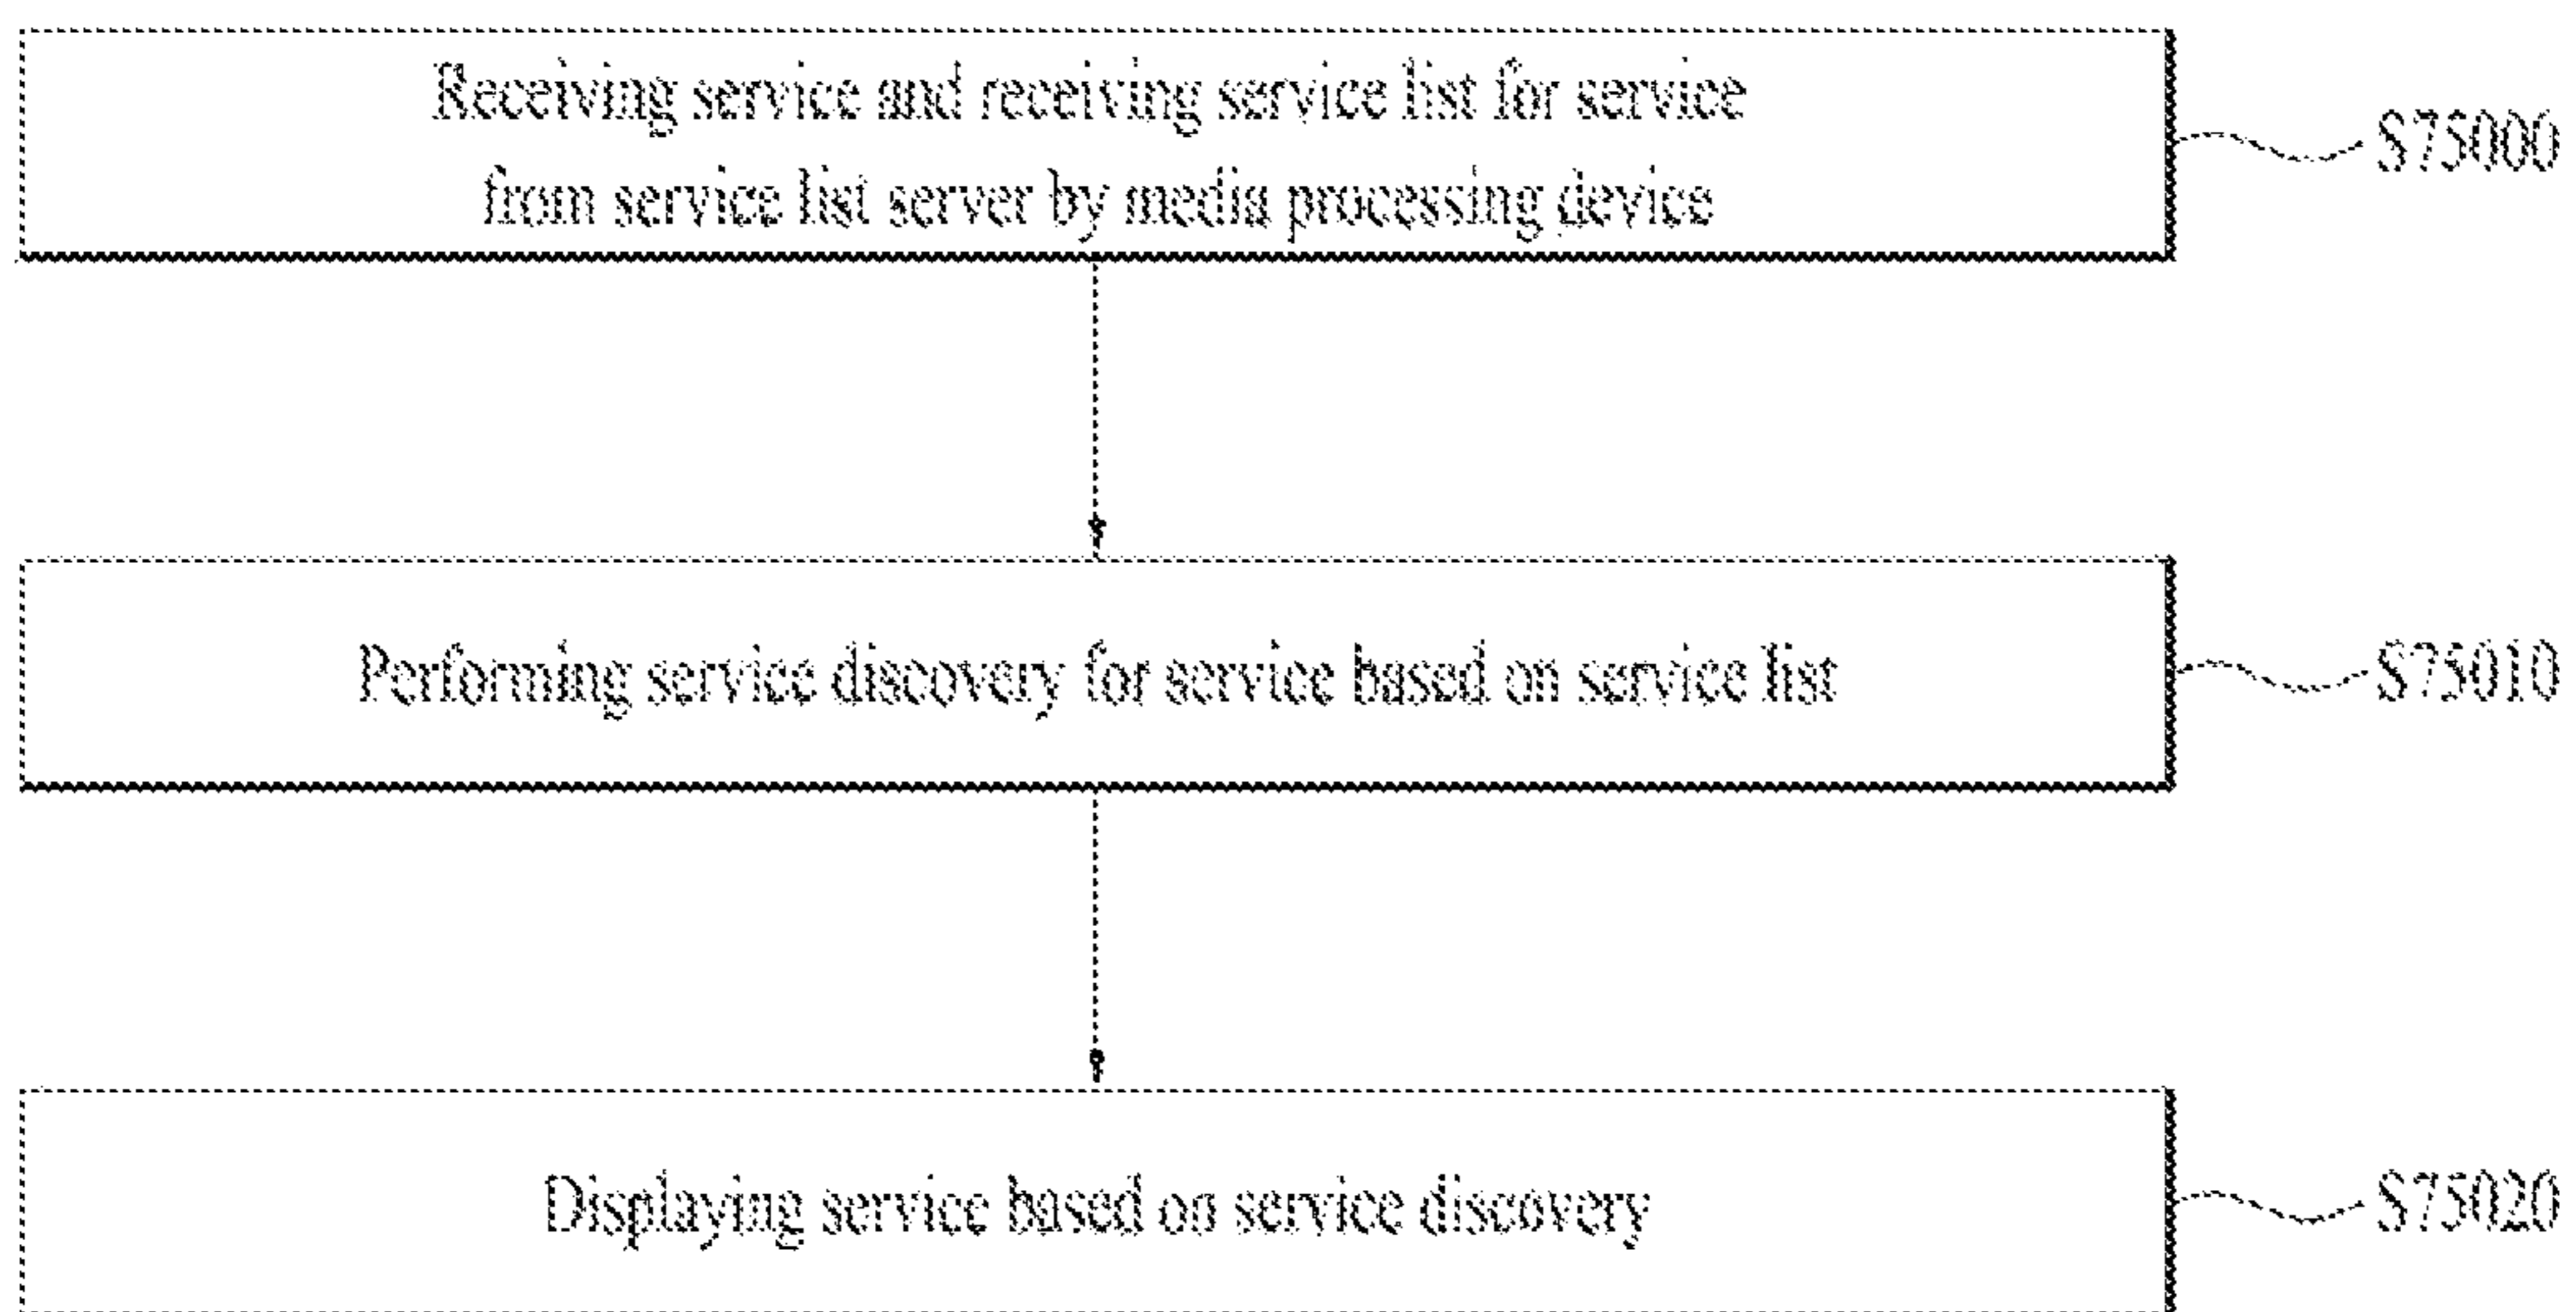 Receiving service and receiving service list for service
from service list server by media processing device
S75000
Performing service discovery for service based on service list
S75010
Displaying service based on service discovery
S75020